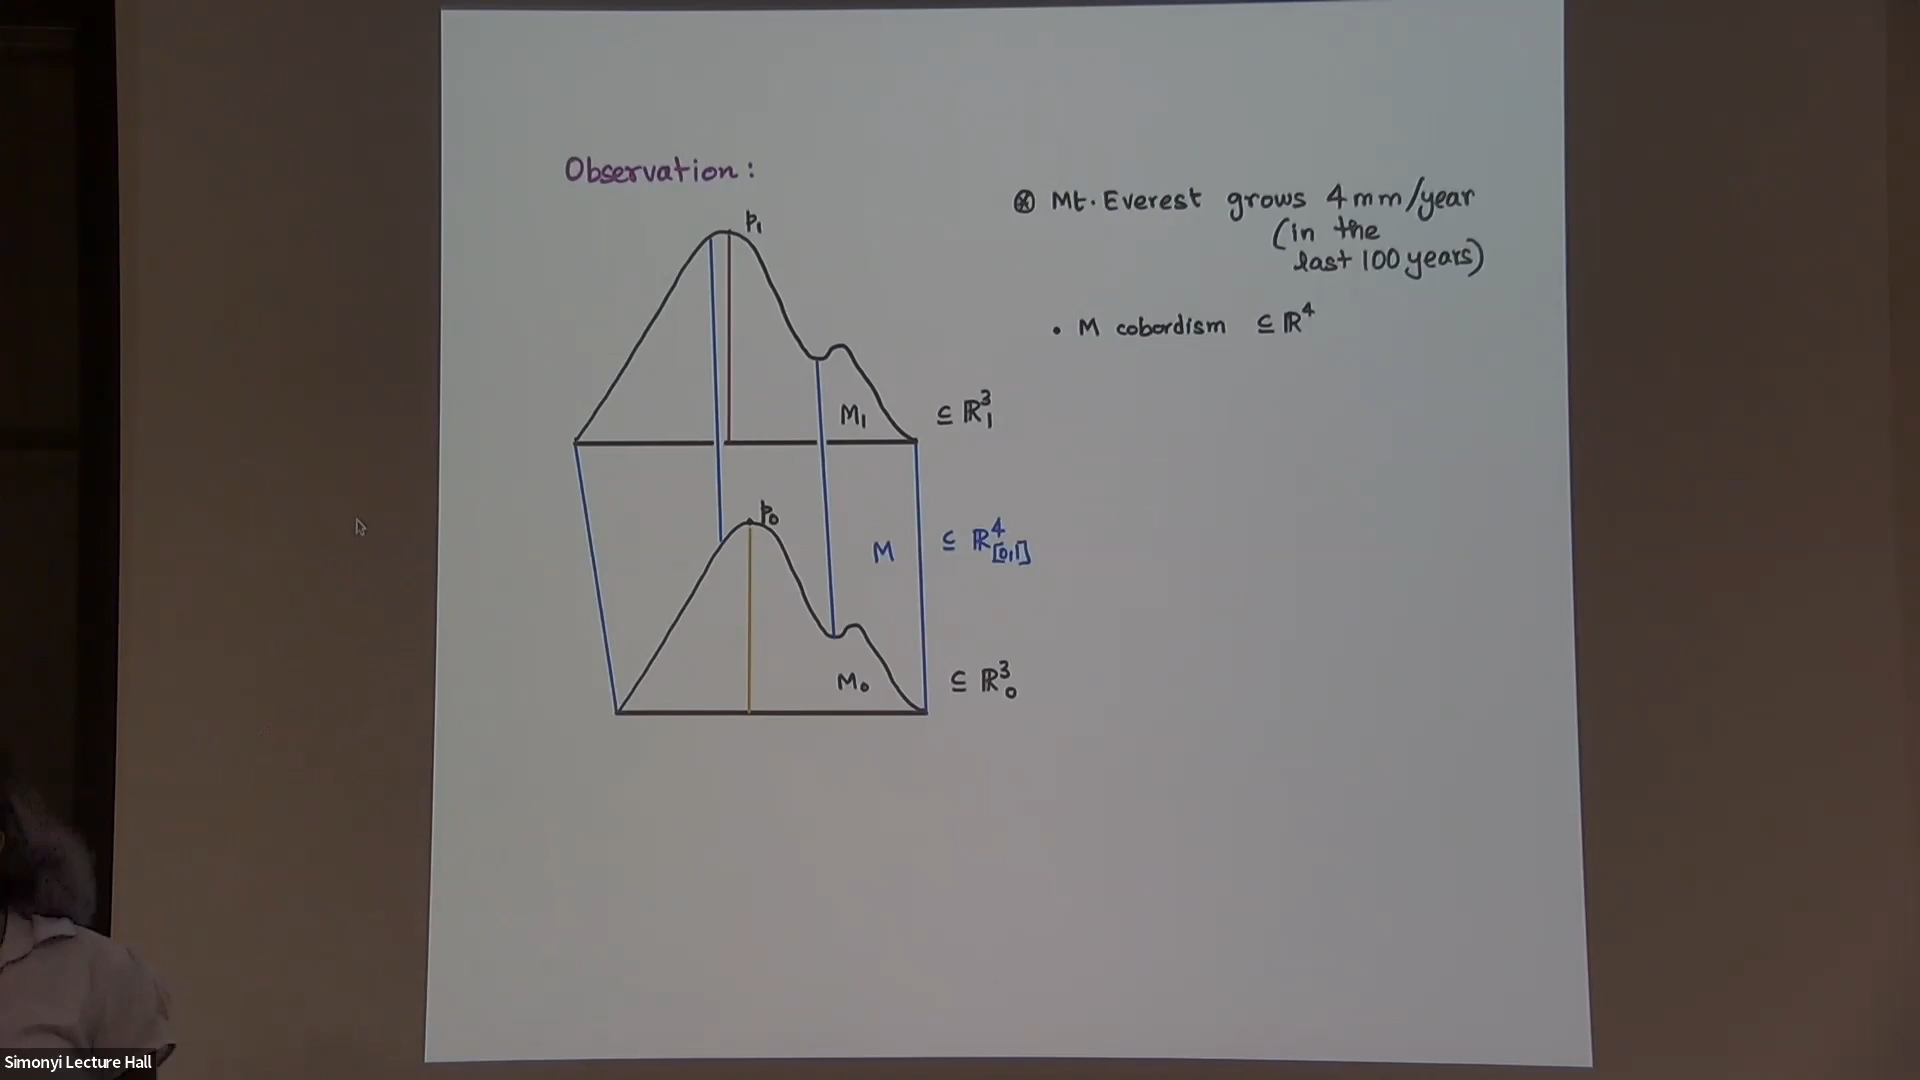 Observation :
⊛ Mt. Everest grows 4mm/year
(in the
last 100 years)
p₁
• M cobordism ⊆ ℝ⁴
M₁ ⊆ ℝ³₁
p₀
M ⊆ ℝ⁴[0,1]
M₀ ⊆ ℝ³₀
Simonyi Lecture Hall